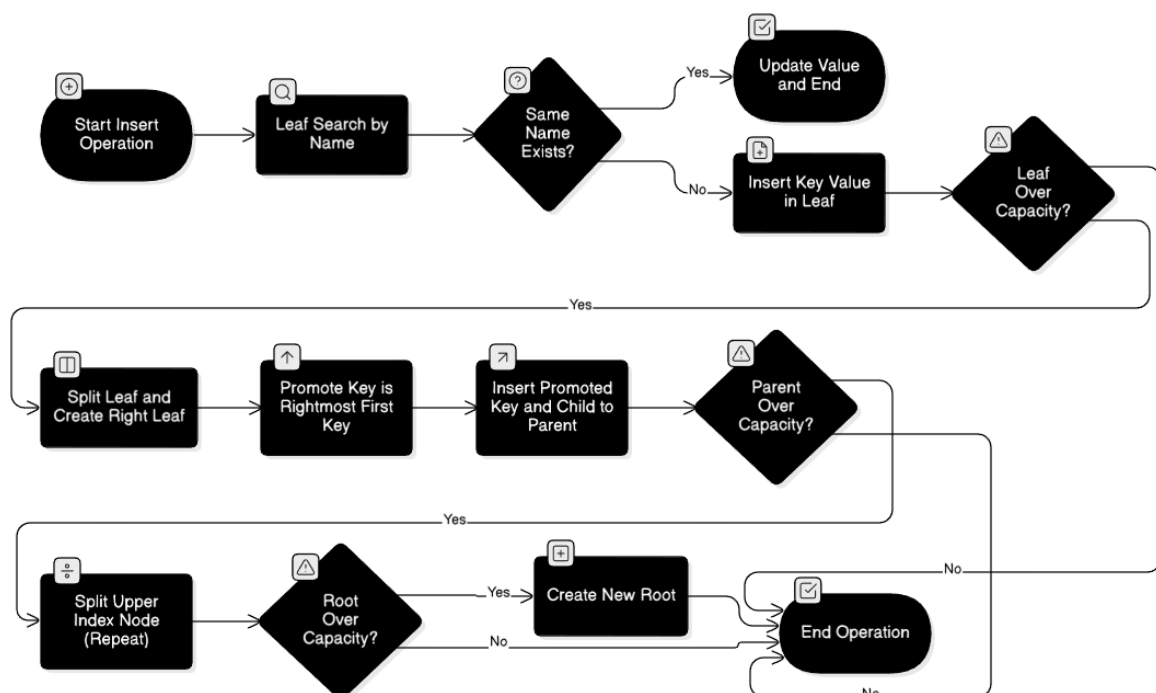 Start Insert
Operation
Leaf Search by
Name
Same
Name
Exists?
Yes
Update Value
and End
No
Insert Key Value
in Leaf
Leaf
Over
Capacity?
Yes
Split Leaf and
Create Right Leaf
Promote Key is
Rightmost First
Key
Insert Promoted
Key and Child to
Parent
Parent
Over
Capacity?
Yes
No
Split Upper
Index Node
(Repeat)
Root
Over
Capacity?
Yes
Create New Root
No
End Operation
No